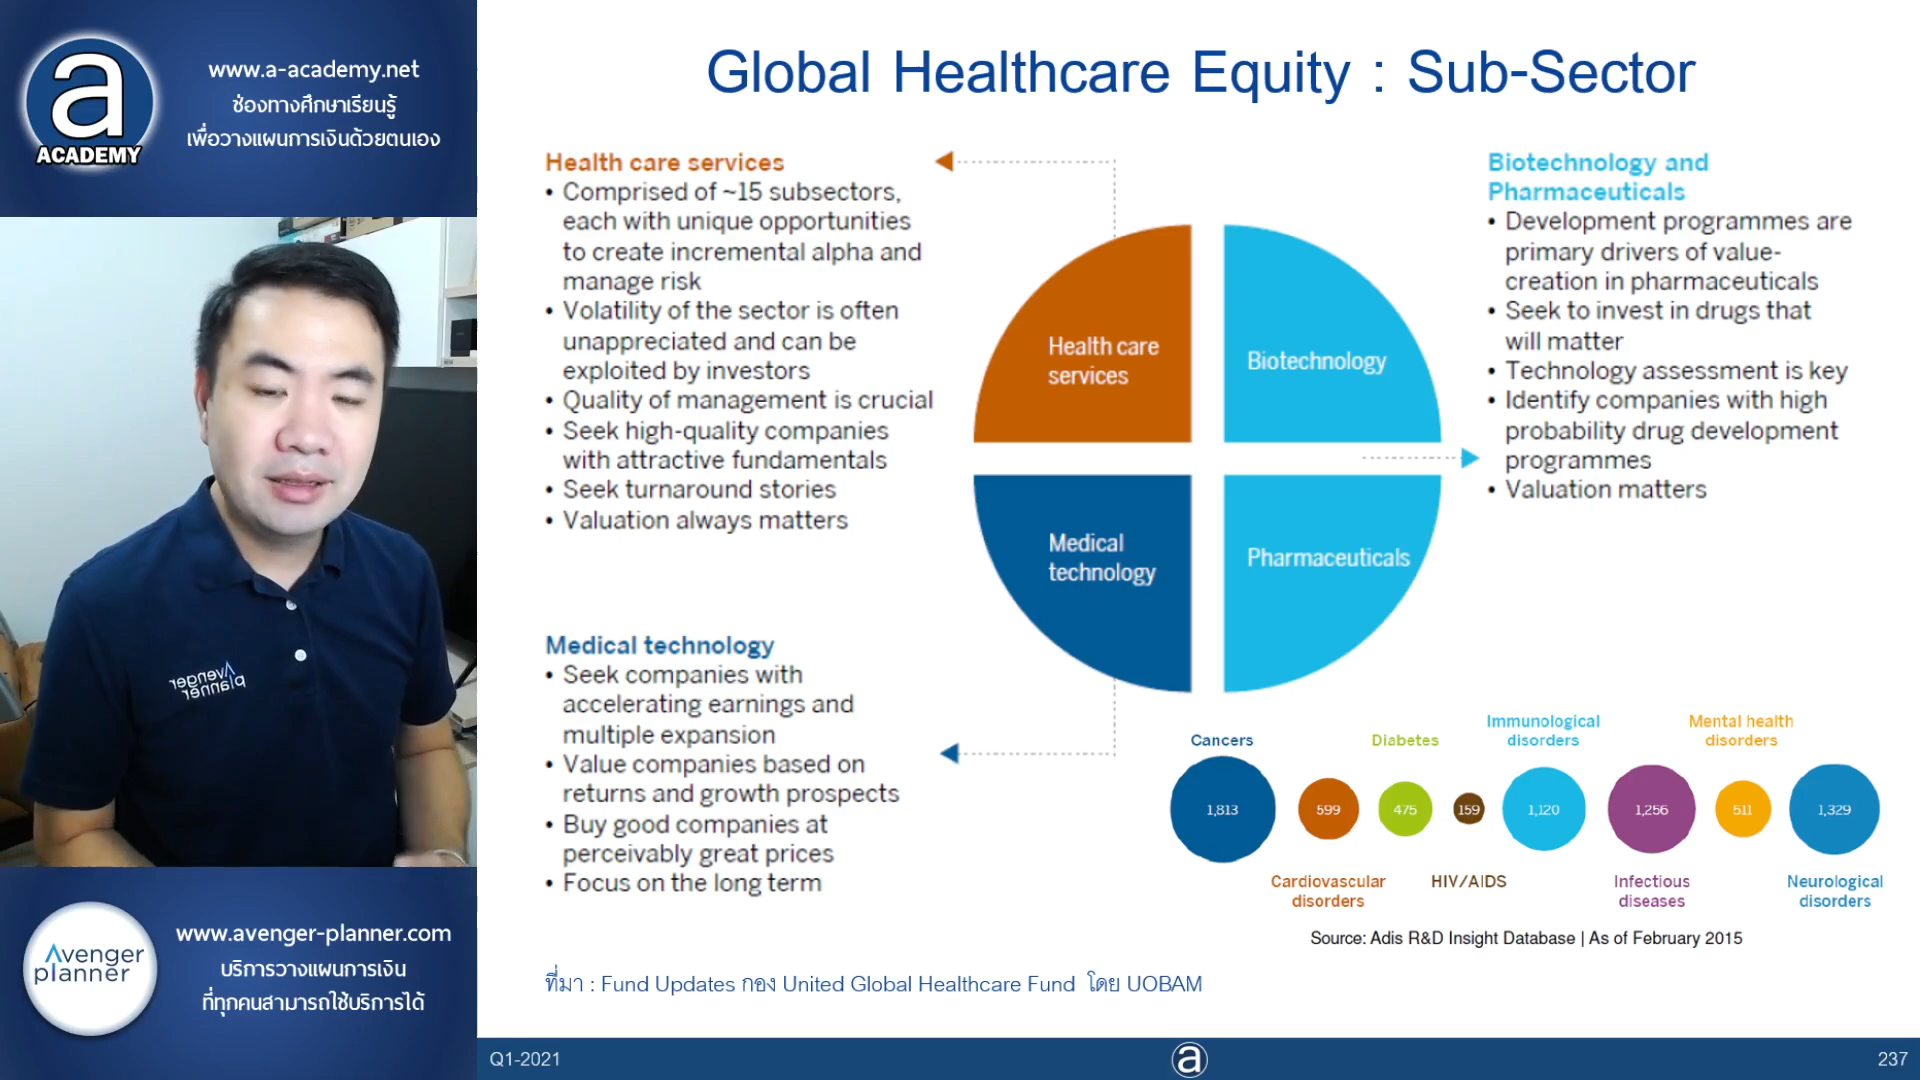 a
ACADEMY
www.a-academy.net
ช่องทางศึกษาเรียนรู้
เพื่อวางแผนการเงินด้วยตนเอง
Avenger
planner
Avenger
planner
www.avenger-planner.com
บริการวางแผนการเงิน
ที่ทุกคนสามารถใช้บริการได้
Global Healthcare Equity : Sub-Sector
Health care services
• Comprised of ~15 subsectors,
each with unique opportunities
to create incremental alpha and
manage risk
• Volatility of the sector is often
unappreciated and can be
exploited by investors
• Quality of management is crucial
• Seek high-quality companies
with attractive fundamentals
• Seek turnaround stories
• Valuation always matters
Medical technology
• Seek companies with
accelerating earnings and
multiple expansion
• Value companies based on
returns and growth prospects
• Buy good companies at
perceivably great prices
• Focus on the long term
Health care
services
Biotechnology
Medical
technology
Pharmaceuticals
Biotechnology and
Pharmaceuticals
• Development programmes are
primary drivers of value-
creation in pharmaceuticals
• Seek to invest in drugs that
will matter
• Technology assessment is key
• Identify companies with high
probability drug development
programmes
• Valuation matters
Cancers
Diabetes
Immunological
disorders
Mental health
disorders
1,813
599
475
159
1,120
1,256
511
1,329
Cardiovascular
disorders
HIV/AIDS
Infectious
diseases
Neurological
disorders
Source: Adis R&D Insight Database | As of February 2015
ที่มา : Fund Updates กอง United Global Healthcare Fund โดย UOBAM
Q1-2021
a
237